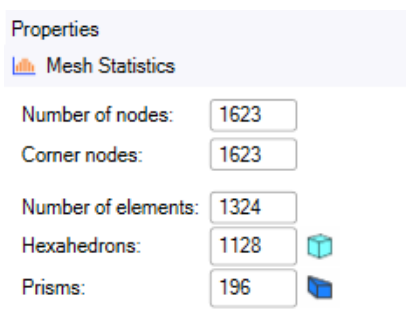 Properties
Mesh Statistics
Number of nodes: 1623
Corner nodes: 1623
Number of elements: 1324
Hexahedrons: 1128
Prisms: 196